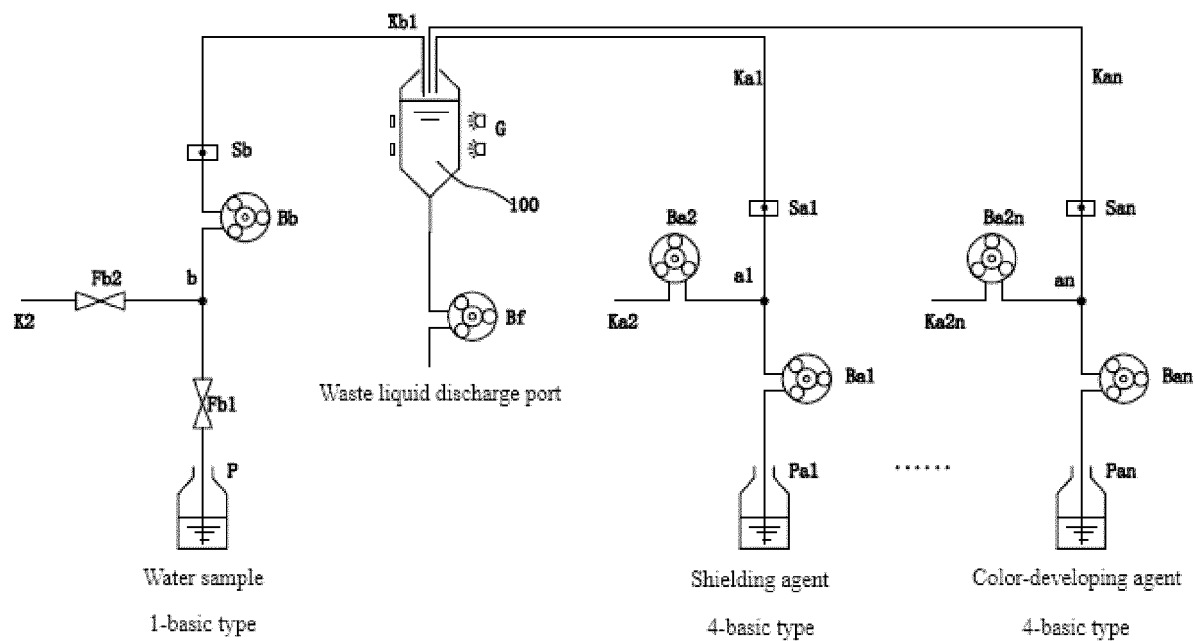 Kb1
Ka1
Kan
Sb
G
100
Bb
Ba2
Sa1
Ba2n
San
Fb2
b
a1
an
K2
Bf
Ka2
Ka2n
Waste liquid discharge port
Fb1
Ba1
Ban
P
Pa1
......
Pan
Water sample
Shielding agent
Color-developing agent
1-basic type
4-basic type
4-basic type